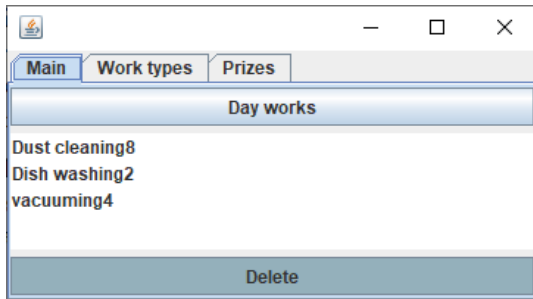 Main Work types Prizes
Day works
Dust cleaning8
Dish washing2
vacuuming4
Delete